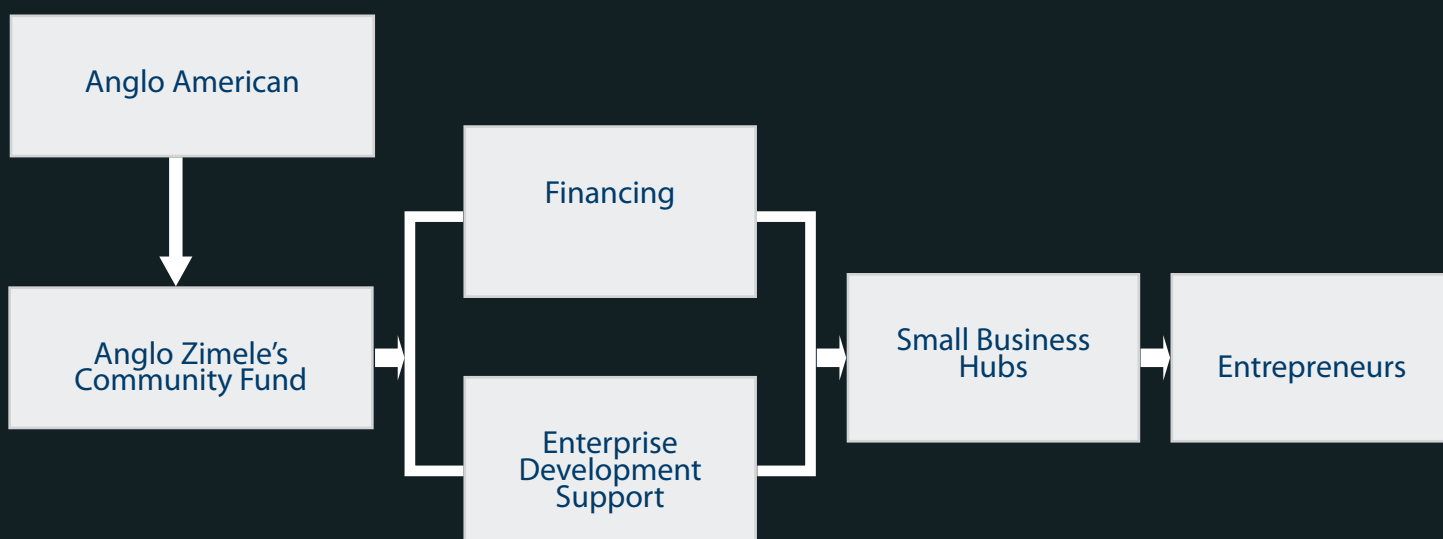 Anglo American
Anglo Zimele’s
Community Fund
Financing
Enterprise
Development
Support
Small Business
Hubs
Entrepreneurs